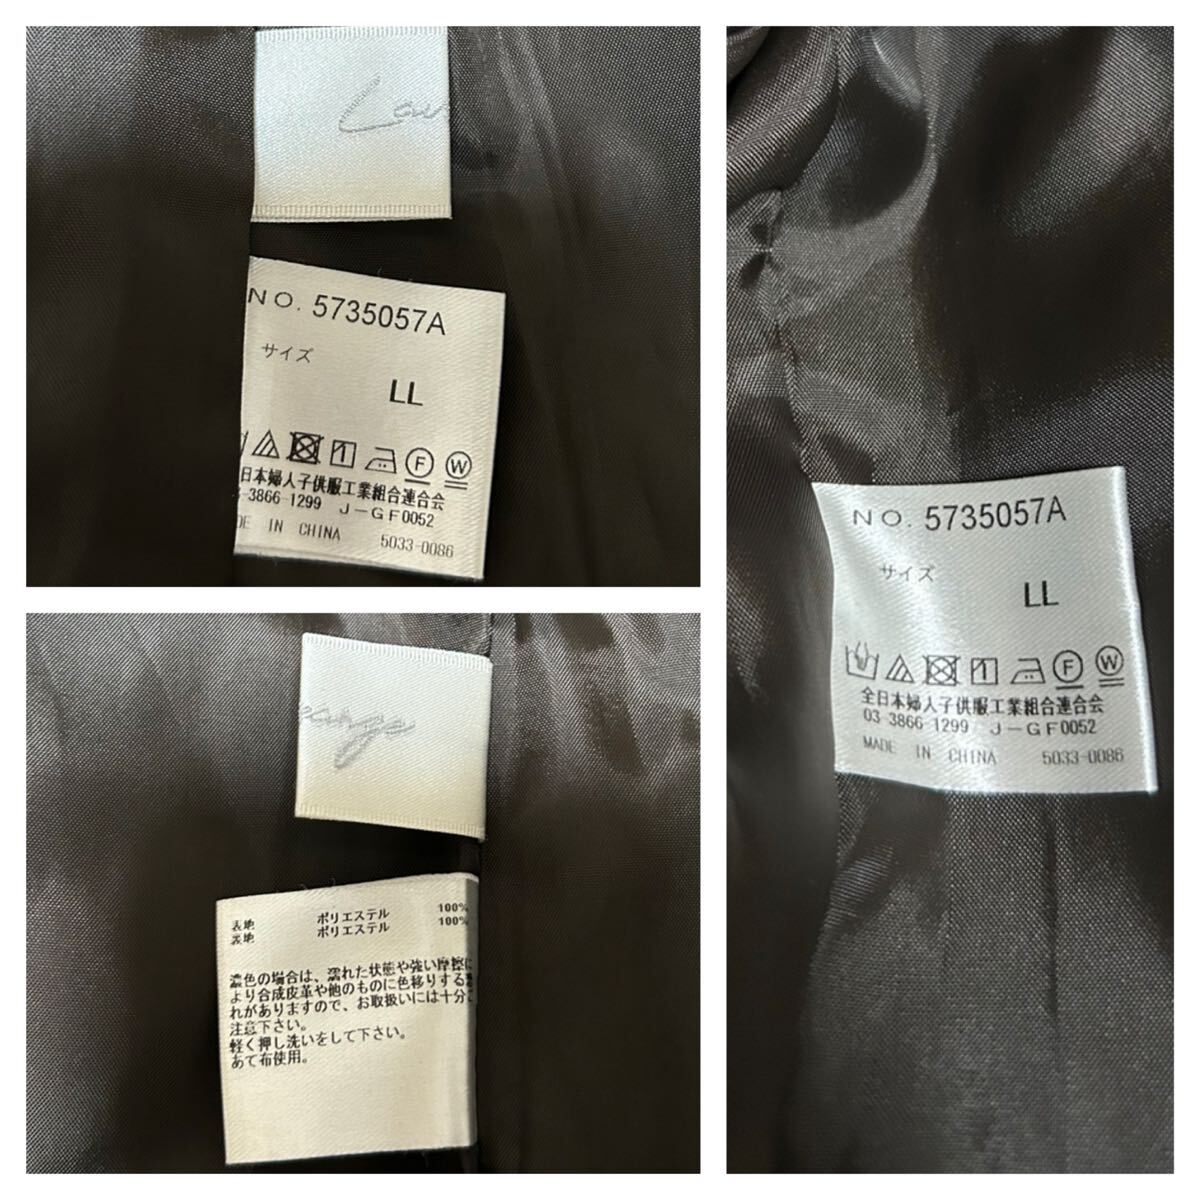 Low
NO. 5735057A
サイズ
LL
1 F W
日本婦人子供服工業組合連合会
3866-1299 J-GF0052
DE IN CHINA 5033-0086
表地 ポリエステル 100%
裏地 ポリエステル 100%
濃色の場合は、濡れた状態や強い摩擦に
より合成皮革や他のものに色移りする恐
れがありますので、お取扱いには十分ご
注意下さい。
軽く押し洗いをして下さい。
あて布使用。
NO. 5735057A
サイズ
LL
1 F W
全日本婦人子供服工業組合連合会
03-3866-1299 J-GF0052
MADE IN CHINA 5033-0086